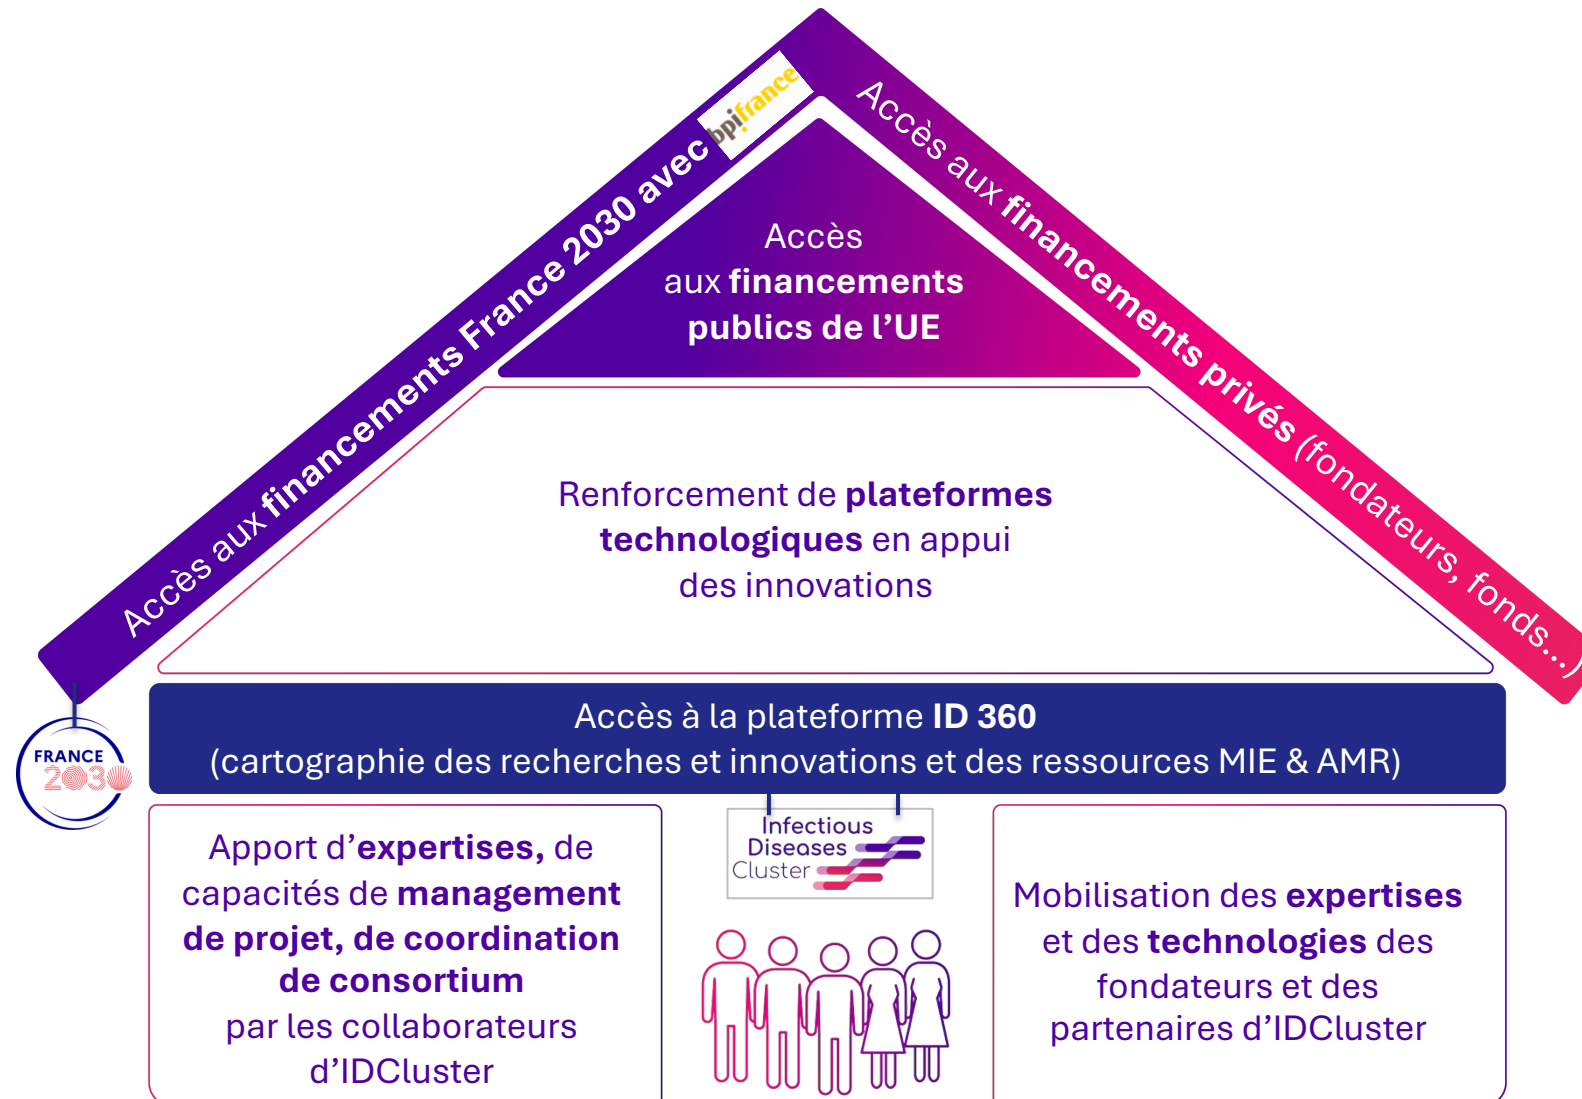 Accès aux financements France 2030 avec
bpifrance
Accès aux financements privés (fondateurs, fonds...)
Accès
aux financements
publics de l’UE
Renforcement de plateformes
technologiques en appui
des innovations
FRANCE
2030
Accès à la plateforme ID 360
(cartographie des recherches et innovations et des ressources MIE & AMR)
Apport d’expertises, de
capacités de management
de projet, de coordination
de consortium
par les collaborateurs
d’IDCluster
Infectious
Diseases
Cluster
Mobilisation des expertises
et des technologies des
fondateurs et des
partenaires d’IDCluster